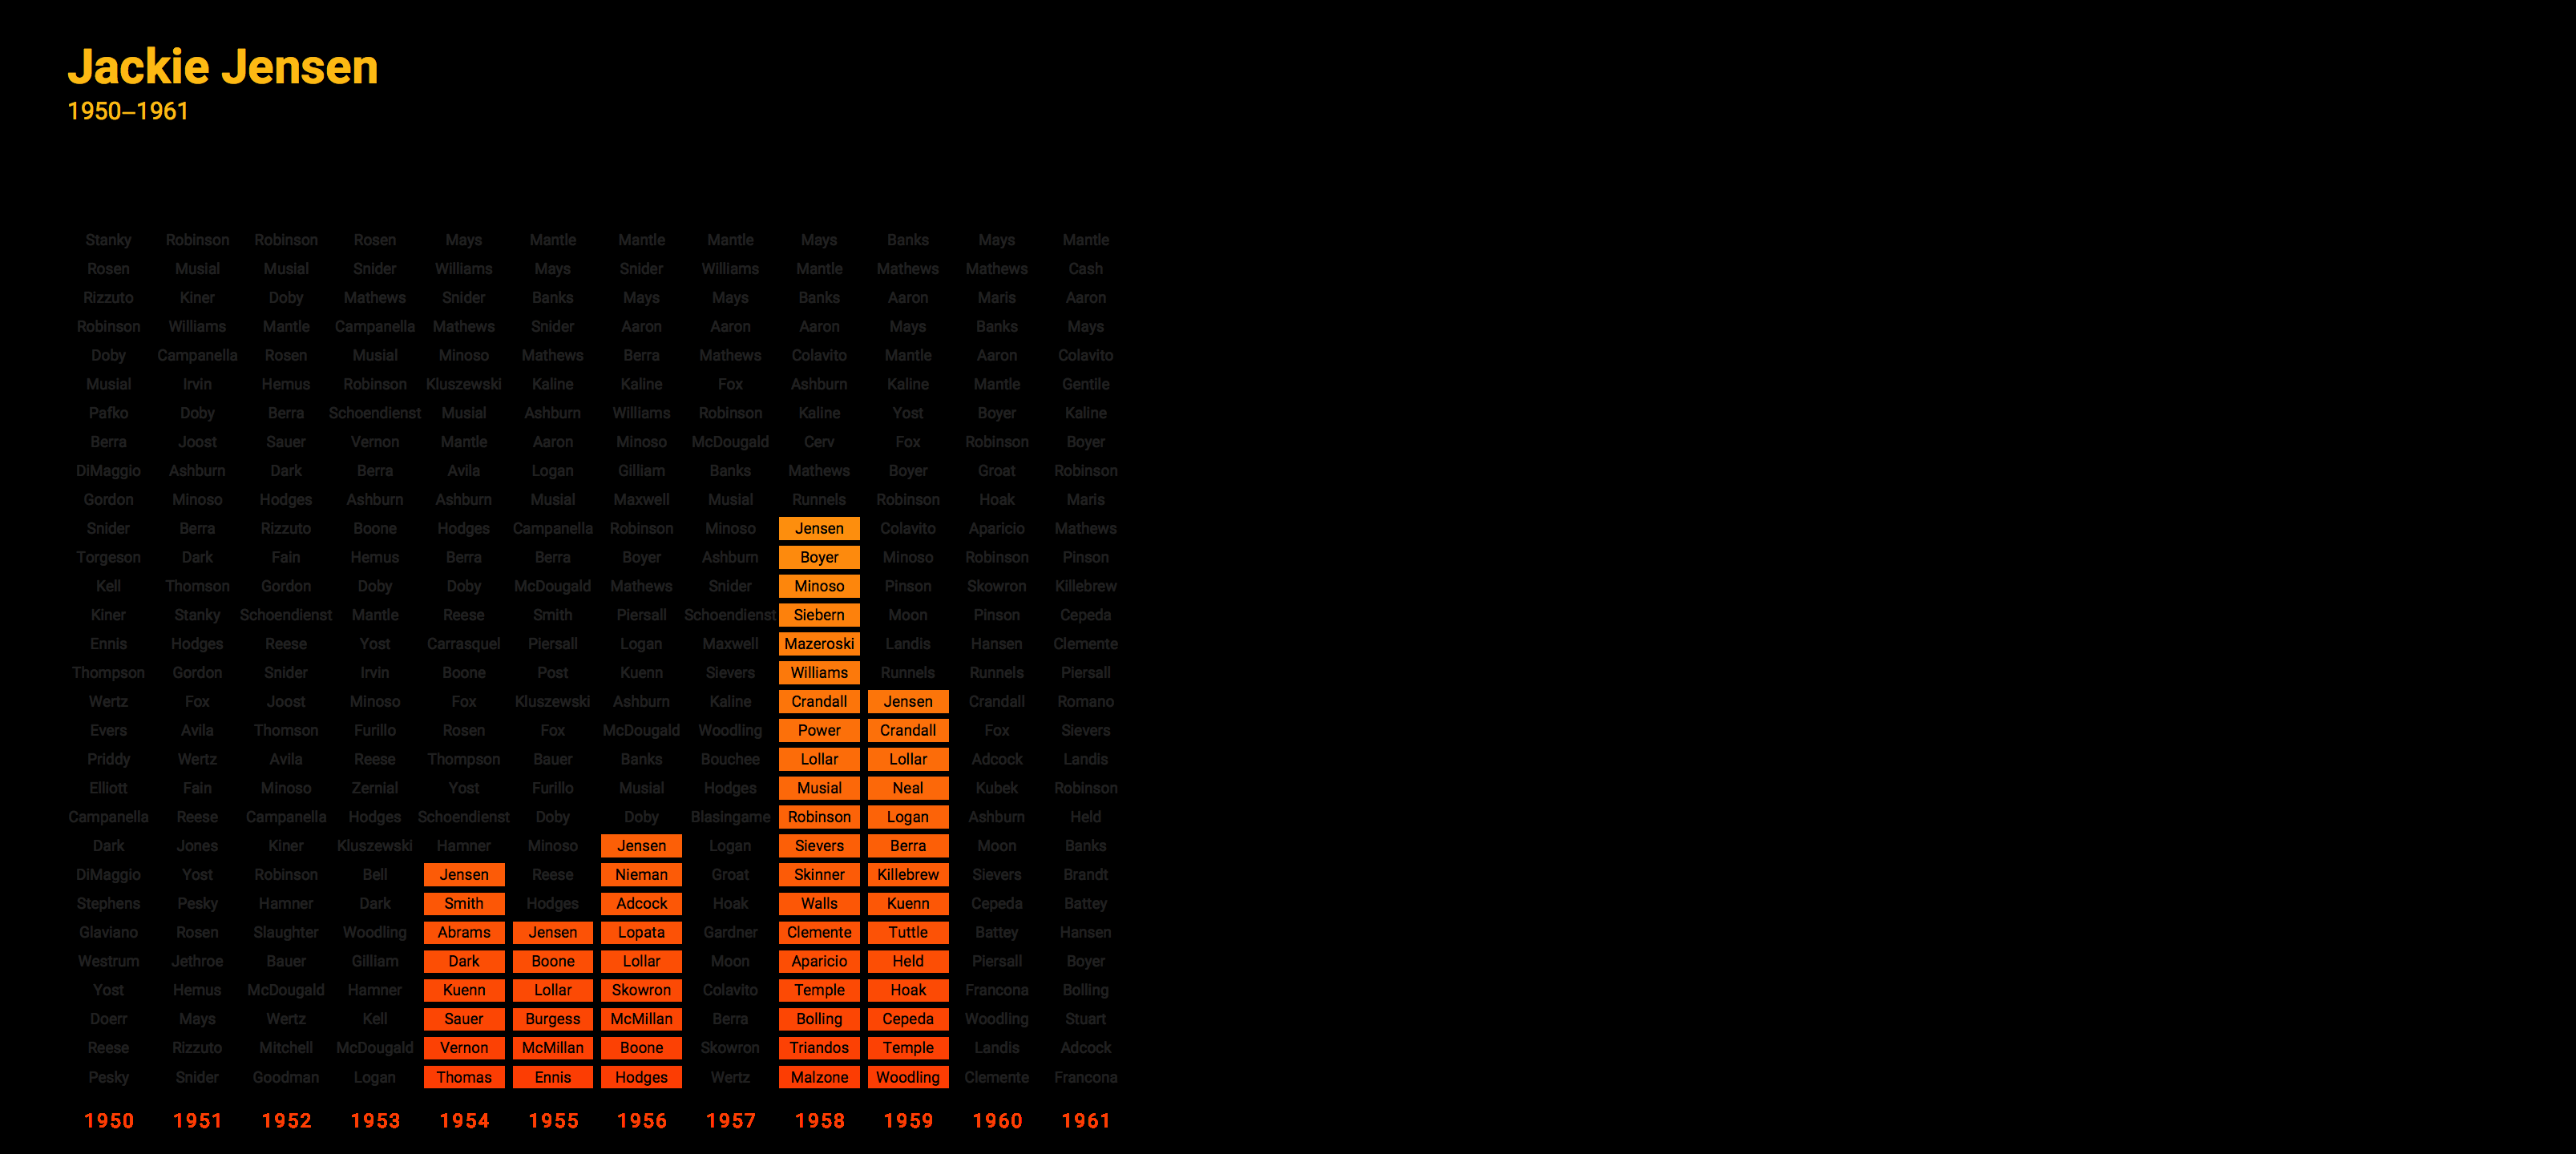 Jackie Jensen
1950–1961
Stanky Robinson Robinson Rosen Mays Mantle Mantle Mantle Mays Banks Mays Mantle
Rosen Musial Musial Snider Williams Mays Snider Williams Mantle Mathews Mathews Cash
Rizzuto Kiner Doby Mathews Snider Banks Mays Mays Banks Aaron Maris Aaron
Robinson Williams Mantle Campanella Mathews Snider Aaron Aaron Aaron Mays Banks Mays
Doby Campanella Rosen Musial Minoso Mathews Berra Mathews Colavito Mantle Aaron Colavito
Musial Irvin Hemus Robinson Kluszewski Kaline Kaline Fox Ashburn Kaline Mantle Gentile
Pafko Doby Berra Schoendienst Musial Ashburn Williams Robinson Kaline Yost Boyer Kaline
Berra Joost Sauer Vernon Mantle Aaron Minoso McDougald Cerv Fox Robinson Boyer
DiMaggio Ashburn Dark Berra Avila Logan Gilliam Banks Mathews Boyer Groat Robinson
Gordon Minoso Hodges Ashburn Ashburn Musial Maxwell Musial Runnels Robinson Hoak Maris
Snider Berra Rizzuto Boone Hodges Campanella Robinson Minoso Jensen Colavito Aparicio Mathews
Torgeson Dark Fain Hemus Berra Berra Boyer Ashburn Boyer Minoso Robinson Pinson
Kell Thomson Gordon Doby Doby McDougald Mathews Snider Minoso Pinson Skowron Killebrew
Kiner Stanky Schoendienst Mantle Reese Smith Piersall Schoendienst Siebern Moon Pinson Cepeda
Ennis Hodges Reese Yost Carrasquel Piersall Logan Maxwell Mazeroski Landis Hansen Clemente
Thompson Gordon Snider Irvin Boone Post Kuenn Sievers Williams Runnels Runnels Piersall
Wertz Fox Joost Minoso Fox Kluszewski Ashburn Kaline Crandall Jensen Crandall Romano
Evers Avila Thomson Furillo Rosen Fox McDougald Woodling Power Crandall Fox Sievers
Priddy Wertz Avila Reese Thompson Bauer Banks Bouchee Lollar Lollar Adcock Landis
Elliott Fain Minoso Zernial Yost Furillo Musial Hodges Musial Neal Kubek Robinson
Campanella Reese Campanella Hodges Schoendienst Doby Doby Blasingame Robinson Logan Ashburn Held
Dark Jones Kiner Kluszewski Hamner Minoso Jensen Logan Sievers Berra Moon Banks
DiMaggio Yost Robinson Bell Jensen Reese Nieman Groat Skinner Killebrew Sievers Brandt
Stephens Pesky Hamner Dark Smith Hodges Adcock Hoak Walls Kuenn Cepeda Battey
Glaviano Rosen Slaughter Woodling Abrams Jensen Lopata Gardner Clemente Tuttle Battey Hansen
Westrum Jethroe Bauer Gilliam Dark Boone Lollar Moon Aparicio Held Piersall Boyer
Yost Hemus McDougald Hamner Kuenn Lollar Skowron Colavito Temple Hoak Francona Bolling
Doerr Mays Wertz Kell Sauer Burgess McMillan Berra Bolling Cepeda Woodling Stuart
Reese Rizzuto Mitchell McDougald Vernon McMillan Boone Skowron Triandos Temple Landis Adcock
Pesky Snider Goodman Logan Thomas Ennis Hodges Wertz Malzone Woodling Clemente Francona
1950 1951 1952 1953 1954 1955 1956 1957 1958 1959 1960 1961